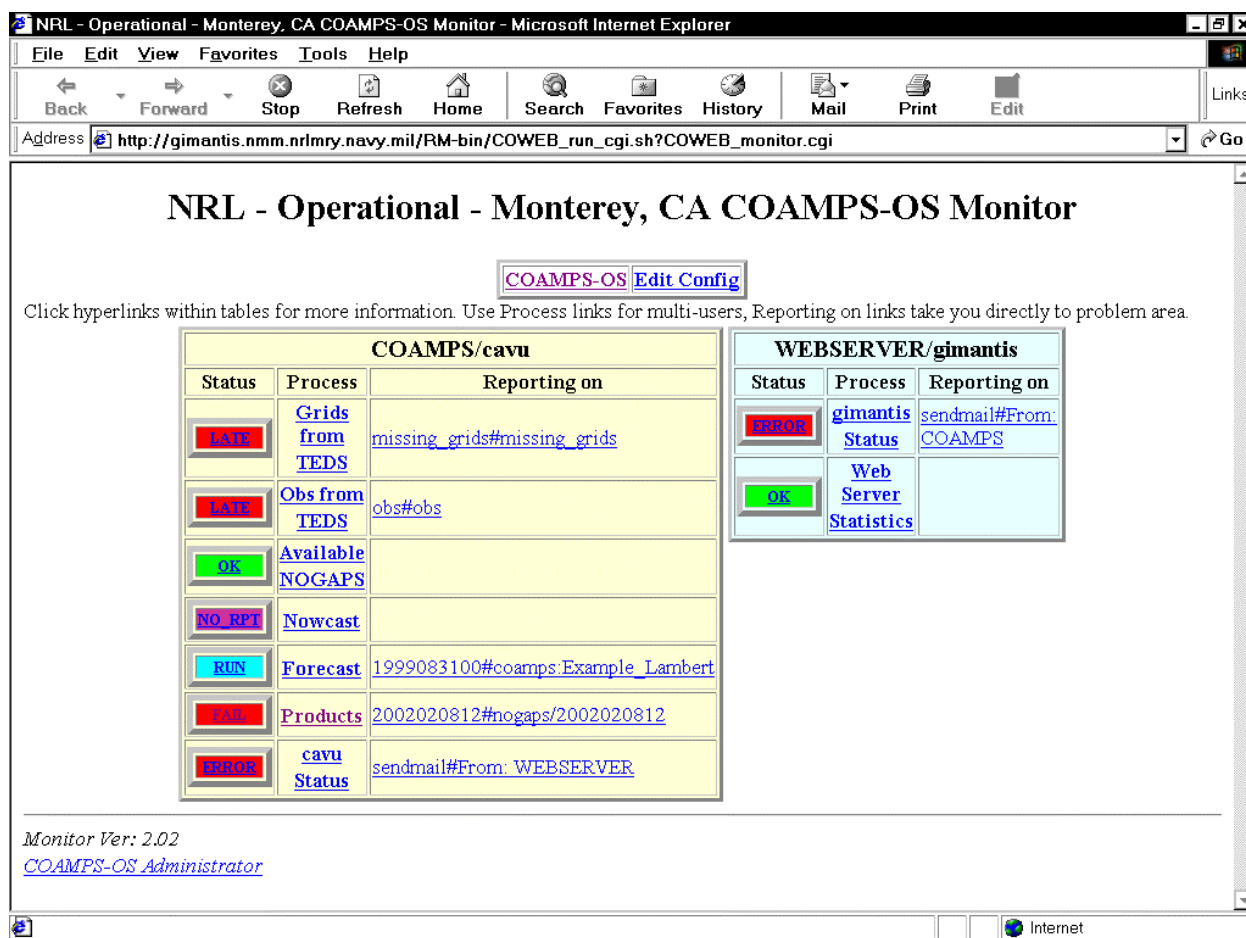 NRL - Operational - Monterey, CA COAMPS-OS Monitor - Microsoft Internet Explorer
File Edit View Favorites Tools Help
Back Forward Stop Refresh Home Search Favorites History Mail Print Edit Links
Address http://gimantis.nmm.nrlmry.navy.mil/RM-bin/COWEB_run_cgi.sh?COWEB_monitor.cgi Go
NRL - Operational - Monterey, CA COAMPS-OS Monitor
COAMPS-OS Edit Config
Click hyperlinks within tables for more information. Use Process links for multi-users, Reporting on links take you directly to problem area.
COAMPS/cavu
Status Process Reporting on
LATE Grids from TEDS missing_grids#missing_grids
LATE Obs from TEDS obs#obs
OK Available NOGAPS
NO_RPT Nowcast
RUN Forecast 1999083100#coamps:Example_Lambert
FAIL Products 2002020812#nogaps/2002020812
ERROR cavu Status sendmail#From: WEBSERVER
WEBSERVER/gimantis
Status Process Reporting on
ERROR gimantis Status sendmail#From: COAMPS
OK Web Server Statistics
Monitor Ver: 2.02
COAMPS-OS Administrator
Internet